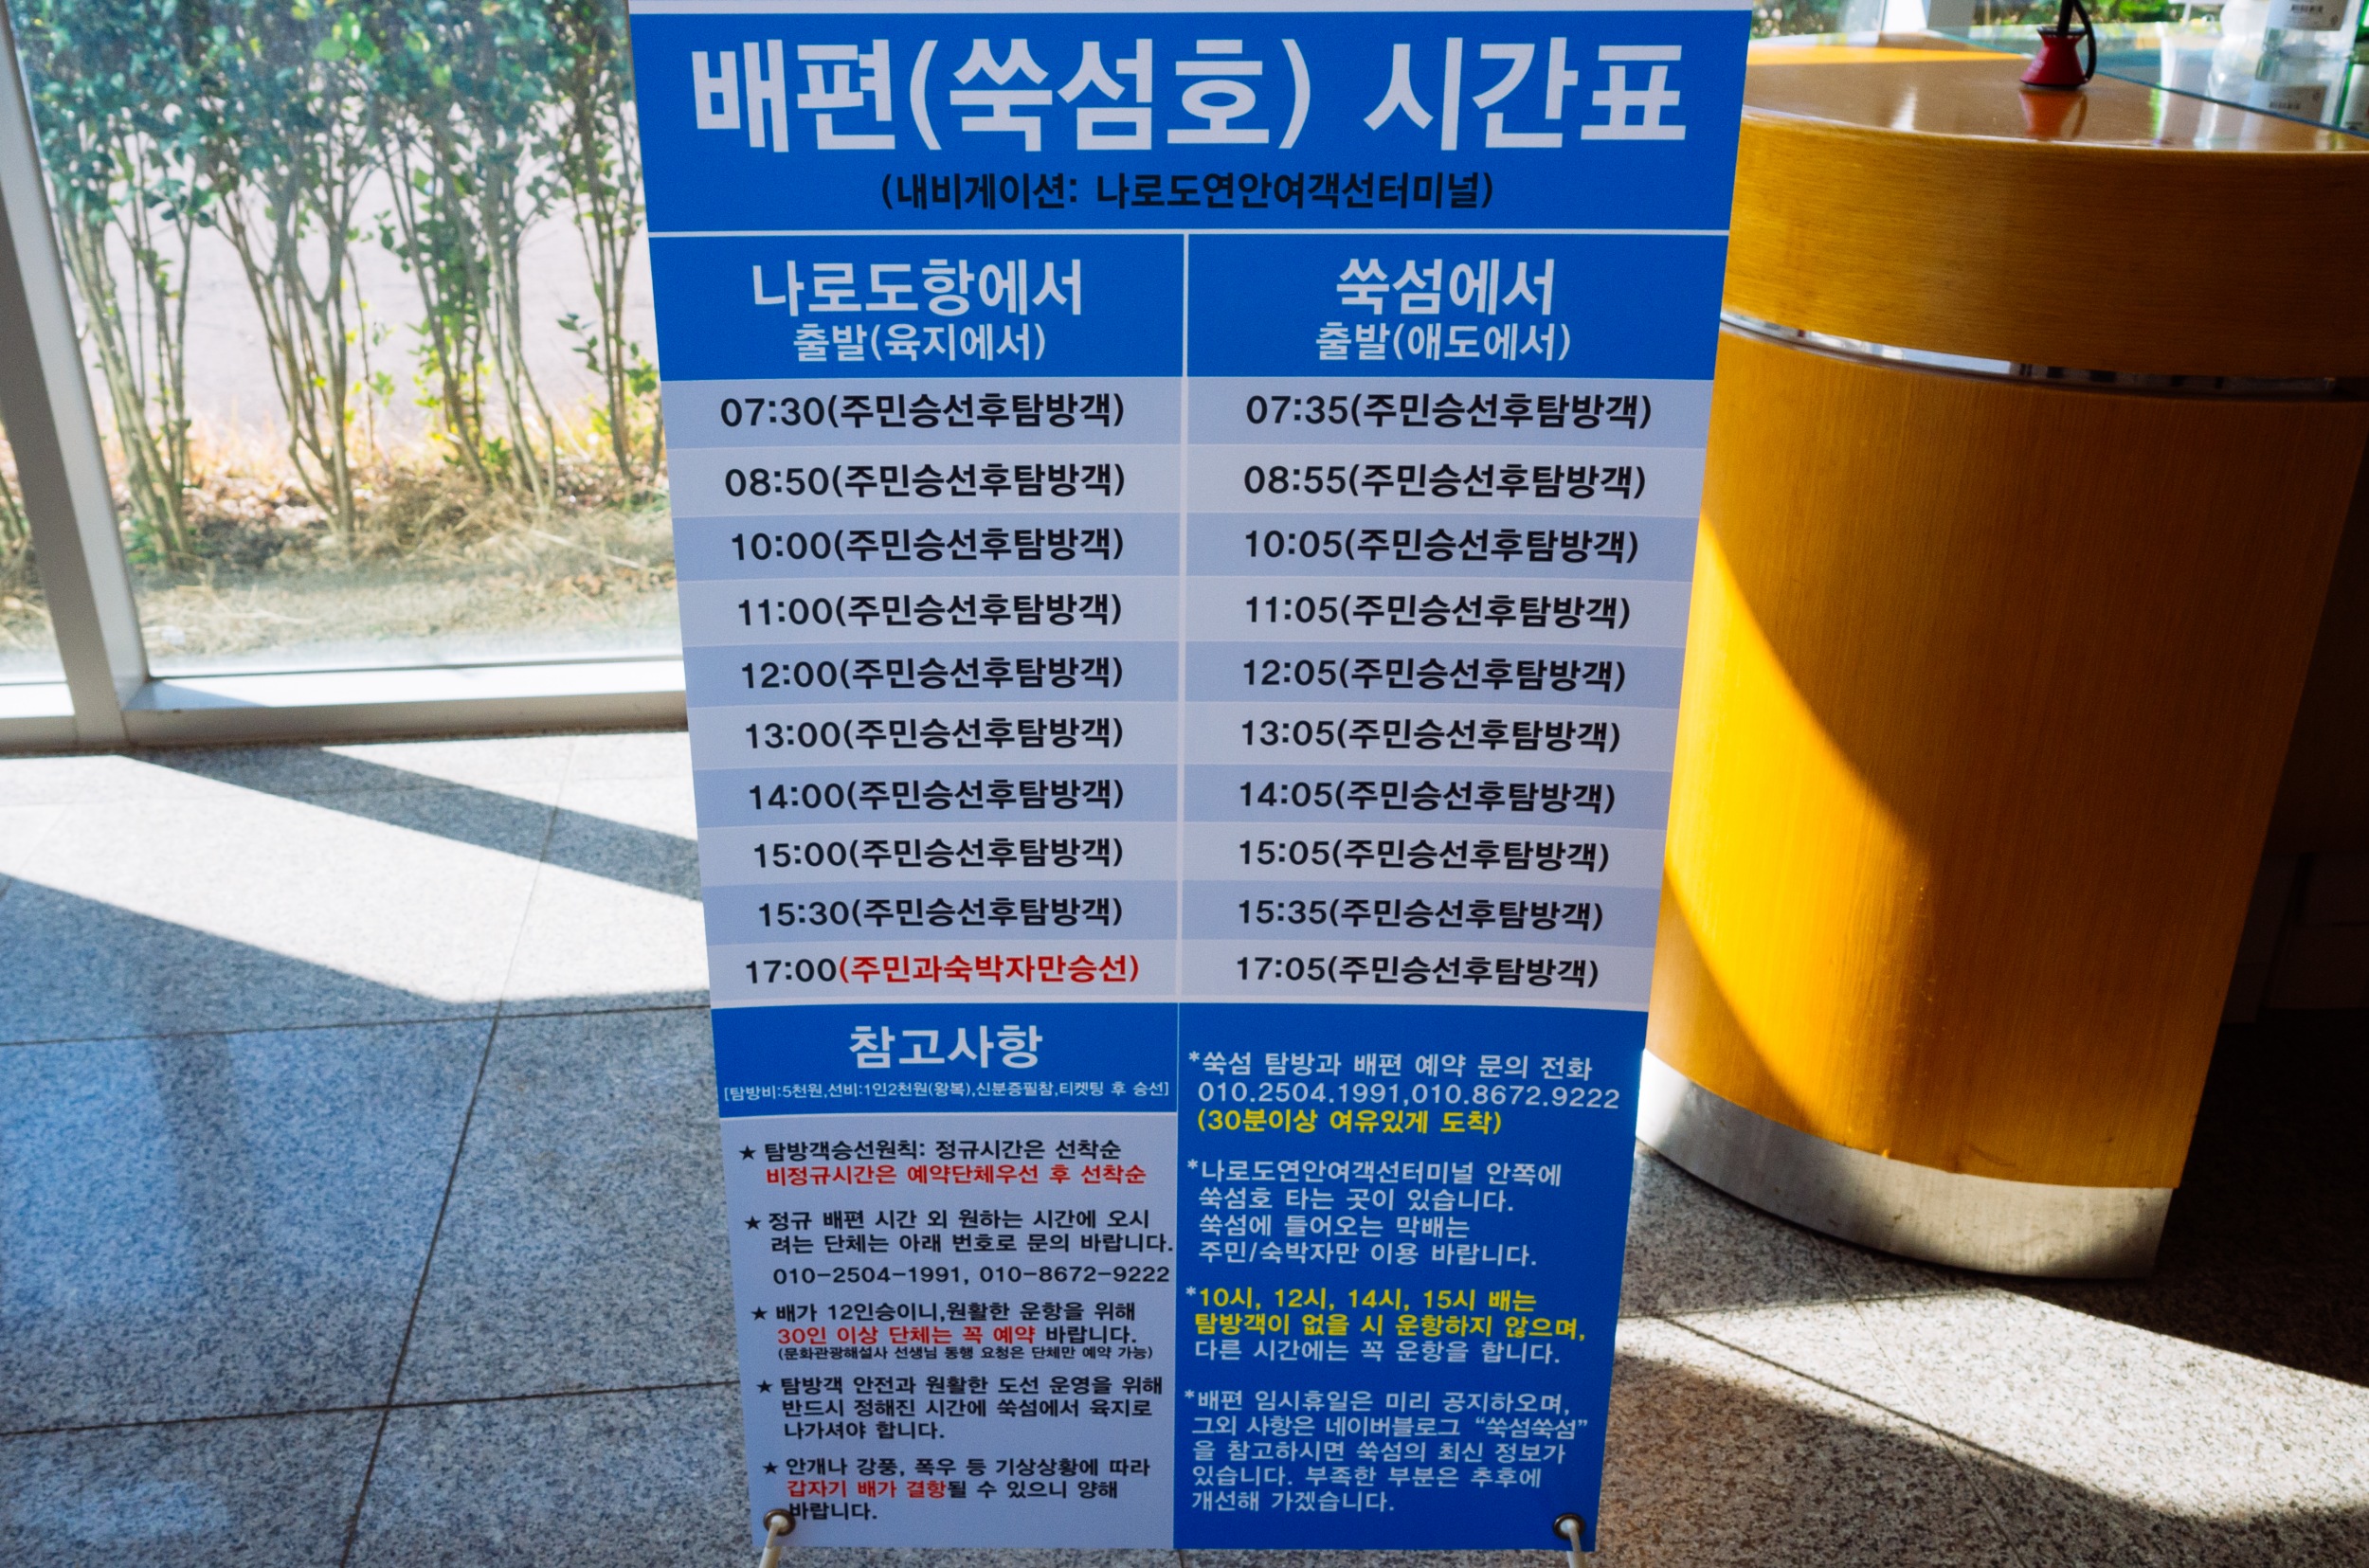 배편(쑥섬호) 시간표
(내비게이션: 나로도연안여객선터미널)
나로도항에서
출발(육지에서)
쑥섬에서
출발(애도에서)
07:30(주민승선후탐방객)
07:35(주민승선후탐방객)
08:50(주민승선후탐방객)
08:55(주민승선후탐방객)
10:00(주민승선후탐방객)
10:05(주민승선후탐방객)
11:00(주민승선후탐방객)
11:05(주민승선후탐방객)
12:00(주민승선후탐방객)
12:05(주민승선후탐방객)
13:00(주민승선후탐방객)
13:05(주민승선후탐방객)
14:00(주민승선후탐방객)
14:05(주민승선후탐방객)
15:00(주민승선후탐방객)
15:05(주민승선후탐방객)
15:30(주민승선후탐방객)
15:35(주민승선후탐방객)
17:00(주민과숙박자만승선)
17:05(주민승선후탐방객)
참고사항
[탐방비:5천원,선비:1인2천원(왕복),신분증필참,티켓팅 후 승선]
★ 탐방객승선원칙: 정규시간은 선착순
비정규시간은 예약단체우선 후 선착순
★ 정규 배편 시간 외 원하는 시간에 오시
려는 단체는 아래 번호로 문의 바랍니다.
010-2504-1991, 010-8672-9222
★ 배가 12인승이니,원활한 운항을 위해
30인 이상 단체는 꼭 예약 바랍니다.
(문화관광해설사 선생님 동행 요청은 단체만 예약 가능)
★ 탐방객 안전과 원활한 도선 운영을 위해
반드시 정해진 시간에 쑥섬에서 육지로
나가셔야 합니다.
★ 안개나 강풍, 폭우 등 기상상황에 따라
갑자기 배가 결항될 수 있으니 양해
바랍니다.
*쑥섬 탐방과 배편 예약 문의 전화
010.2504.1991,010.8672.9222
(30분이상 여유있게 도착)
*나로도연안여객선터미널 안쪽에
쑥섬호 타는 곳이 있습니다.
쑥섬에 들어오는 막배는
주민/숙박자만 이용 바랍니다.
*10시, 12시, 14시, 15시 배는
탐방객이 없을 시 운항하지 않으며,
다른 시간에는 꼭 운항을 합니다.
*배편 임시휴일은 미리 공지하오며,
그외 사항은 네이버블로그 “쑥섬쑥섬”
을 참고하시면 쑥섬의 최신 정보가
있습니다. 부족한 부분은 추후에
개선해 가겠습니다.